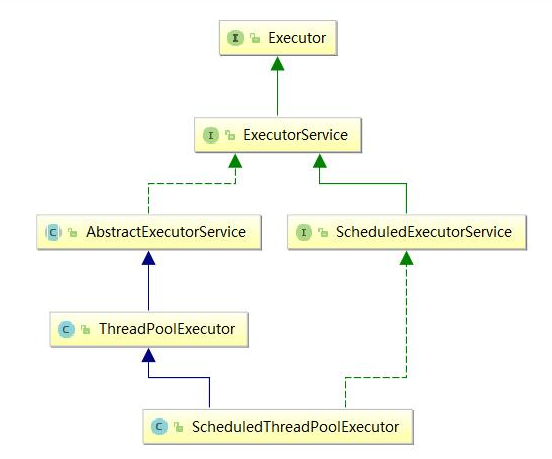 I Executor
I ExecutorService
C AbstractExecutorService
I ScheduledExecutorService
C ThreadPoolExecutor
C ScheduledThreadPoolExecutor